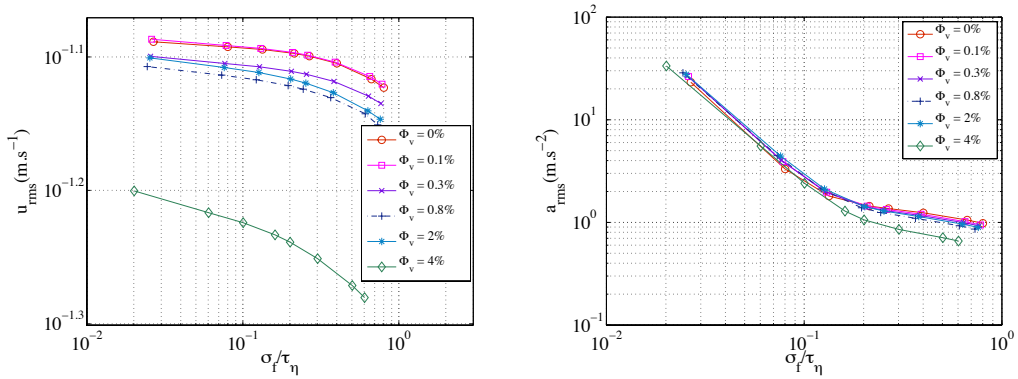 10^−1.1
10^−1.2
10^−1.3
u_rms(m.s^−1)
10^−2
10^−1
10^0
σ_f/τ_η
Φ_v = 0%
Φ_v = 0.1%
Φ_v = 0.3%
Φ_v = 0.8%
Φ_v = 2%
Φ_v = 4%
10^2
10^1
10^0
10^−1
a_rms(m.s^−2)
10^−2
10^−1
10^0
σ_f/τ_η
Φ_v = 0%
Φ_v = 0.1%
Φ_v = 0.3%
Φ_v = 0.8%
Φ_v = 2%
Φ_v = 4%